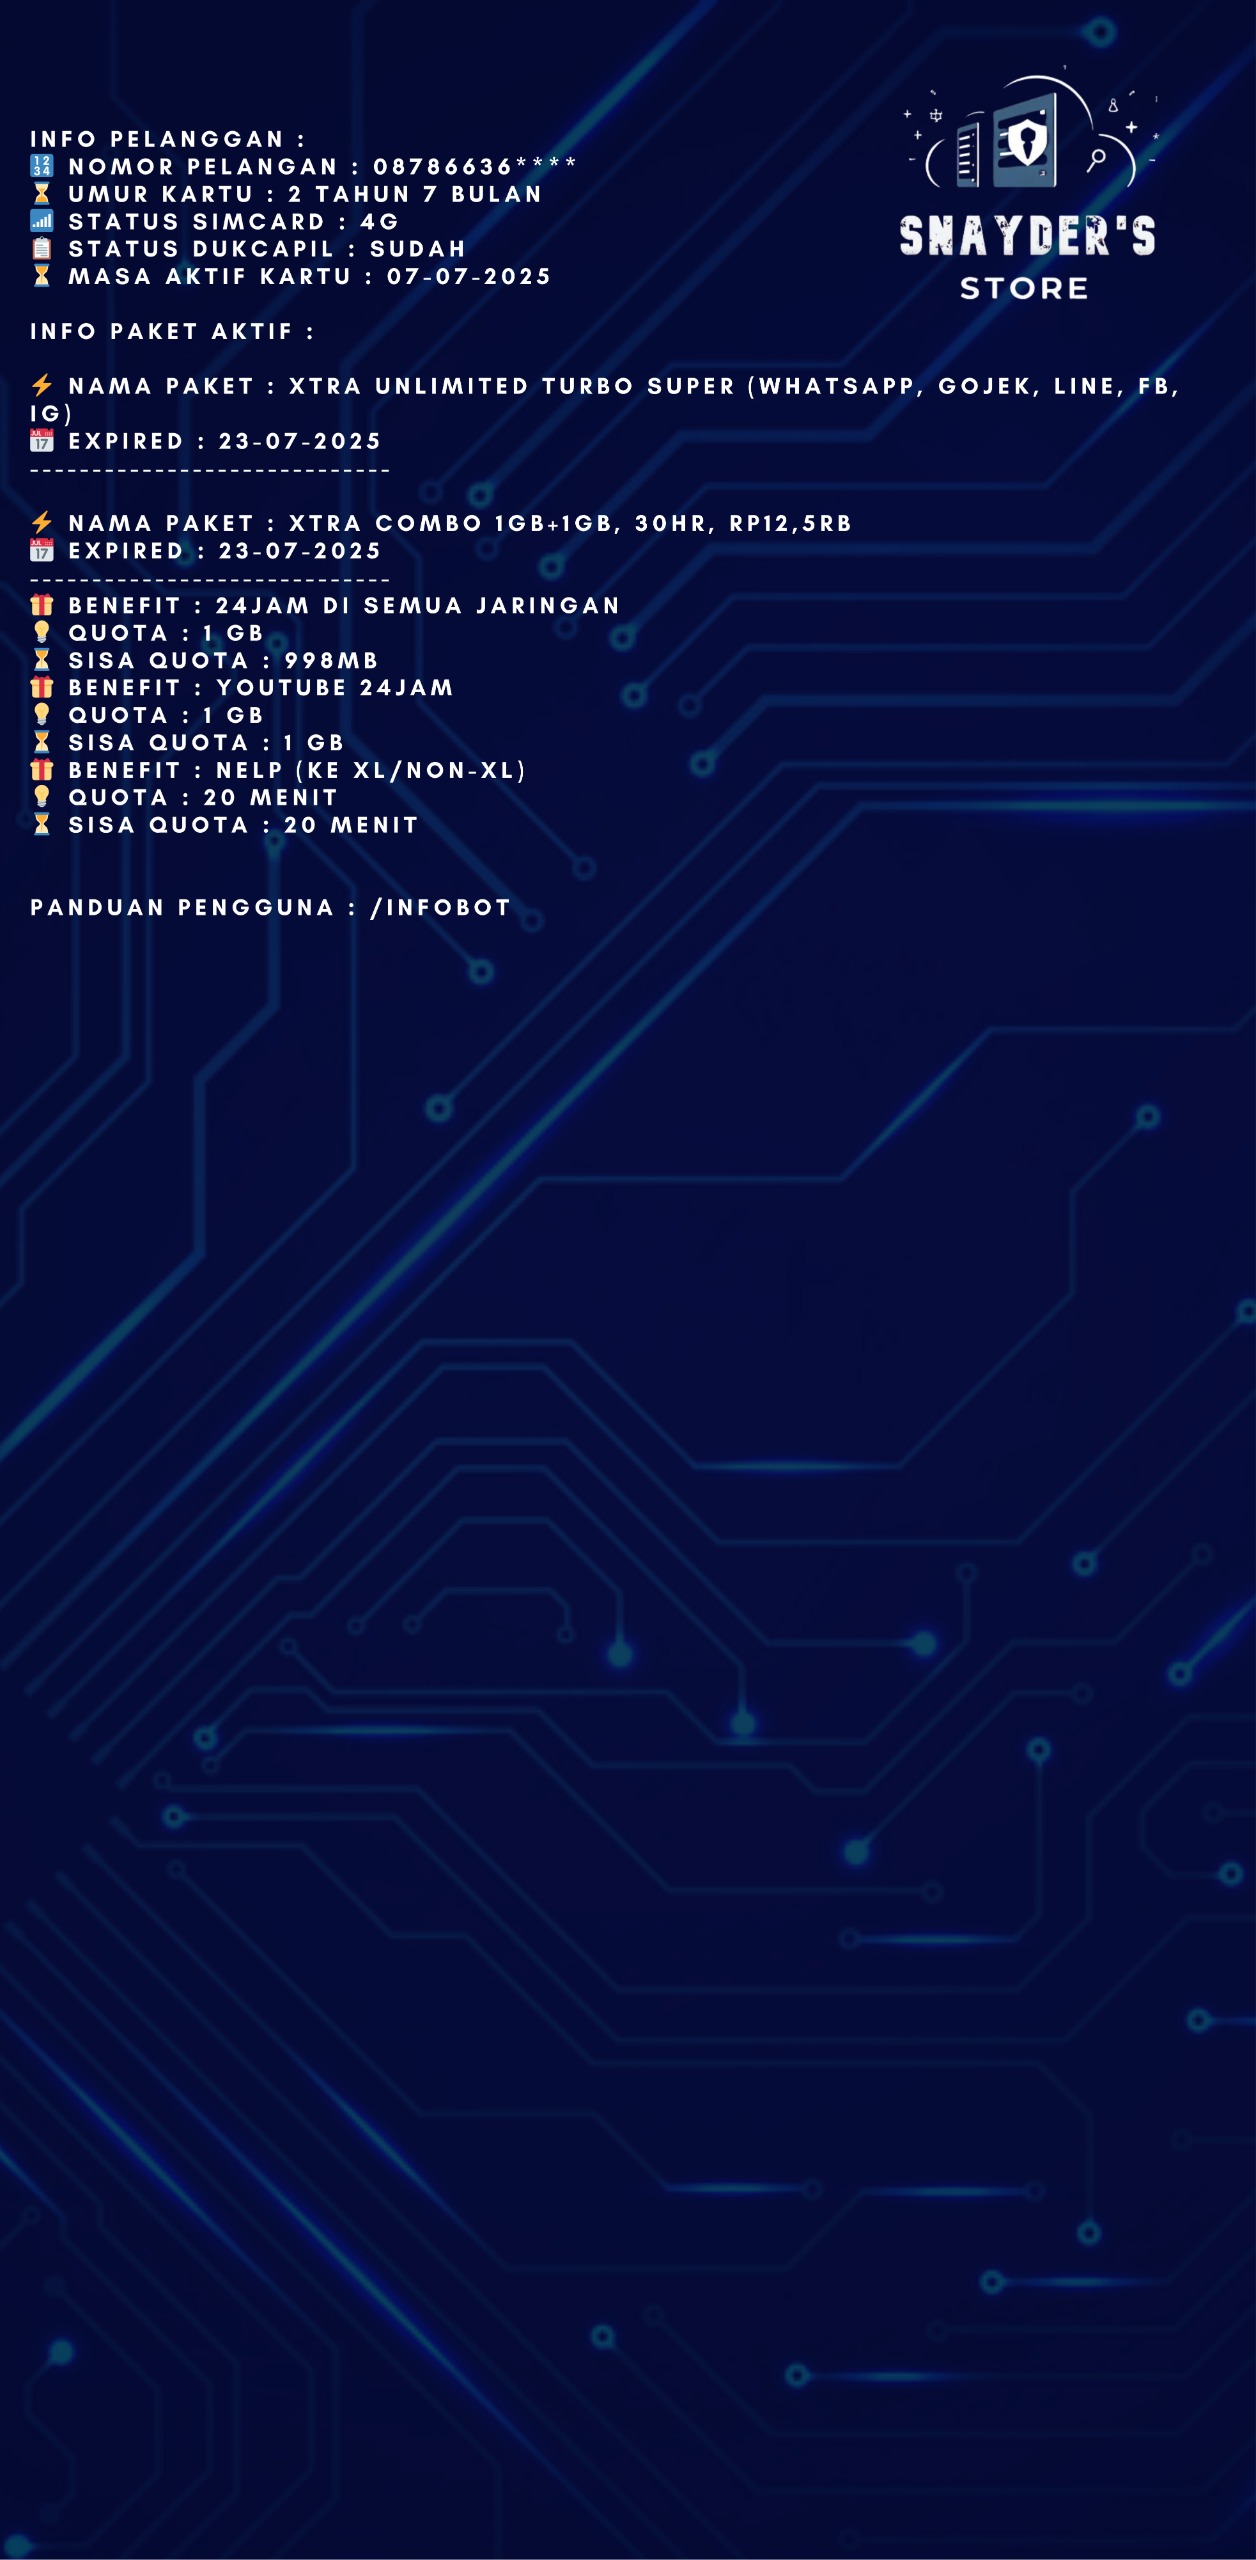 SNAYDER'S
STORE
INFO PELANGGAN :
🔢 NOMOR PELANGAN : 08786636****
⏳ UMUR KARTU : 2 TAHUN 7 BULAN
📶 STATUS SIMCARD : 4G
📋 STATUS DUKCAPIL : SUDAH
⏳ MASA AKTIF KARTU : 07-07-2025
INFO PAKET AKTIF :
⚡ NAMA PAKET : XTRA UNLIMITED TURBO SUPER (WHATSAPP, GOJEK, LINE, FB,
IG)
📅 EXPIRED : 23-07-2025
-----------------------------
⚡ NAMA PAKET : XTRA COMBO 1GB+1GB, 30HR, RP12,5RB
📅 EXPIRED : 23-07-2025
-----------------------------
🎁 BENEFIT : 24JAM DI SEMUA JARINGAN
💡 QUOTA : 1 GB
⏳ SISA QUOTA : 998MB
🎁 BENEFIT : YOUTUBE 24JAM
💡 QUOTA : 1 GB
⏳ SISA QUOTA : 1 GB
🎁 BENEFIT : NELP (KE XL/NON-XL)
💡 QUOTA : 20 MENIT
⏳ SISA QUOTA : 20 MENIT
PANDUAN PENGGUNA : /INFOBOT